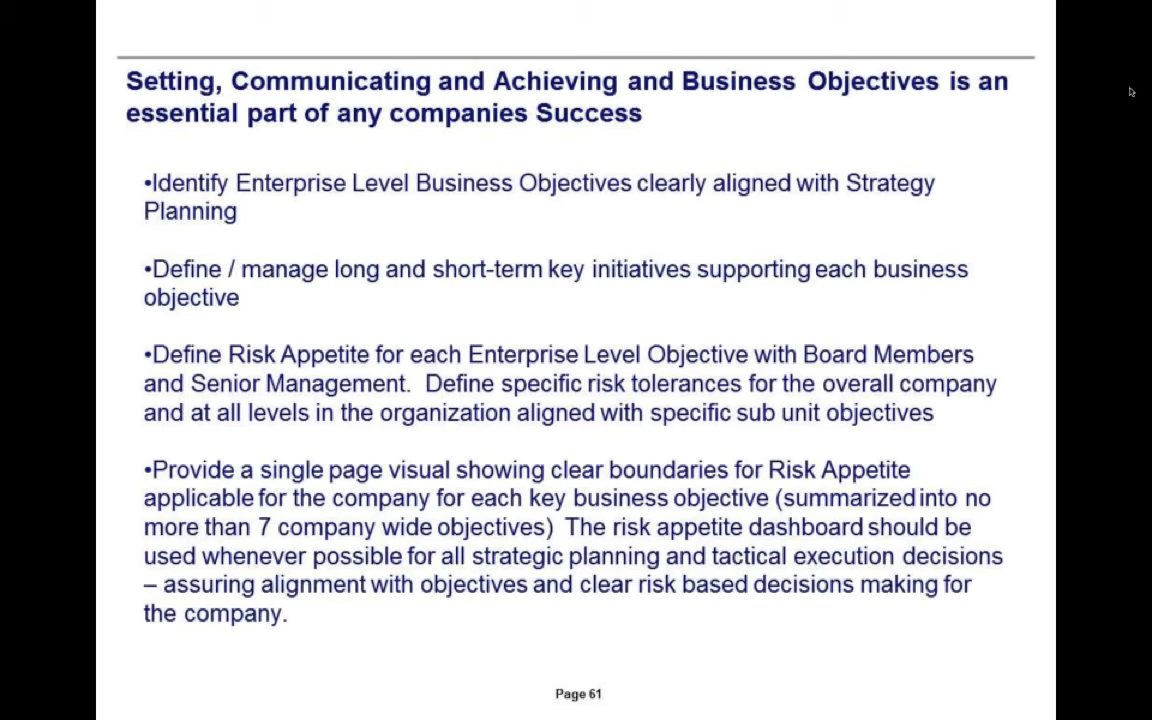 Setting, Communicating and Achieving and Business Objectives is an
essential part of any companies Success
•Identify Enterprise Level Business Objectives clearly aligned with Strategy
Planning
•Define / manage long and short-term key initiatives supporting each business
objective
•Define Risk Appetite for each Enterprise Level Objective with Board Members
and Senior Management.  Define specific risk tolerances for the overall company
and at all levels in the organization aligned with specific sub unit objectives
•Provide a single page visual showing clear boundaries for Risk Appetite
applicable for the company for each key business objective (summarized into no
more than 7 company wide objectives)  The risk appetite dashboard should be
used whenever possible for all strategic planning and tactical execution decisions
– assuring alignment with objectives and clear risk based decisions making for
the company.
Page 61